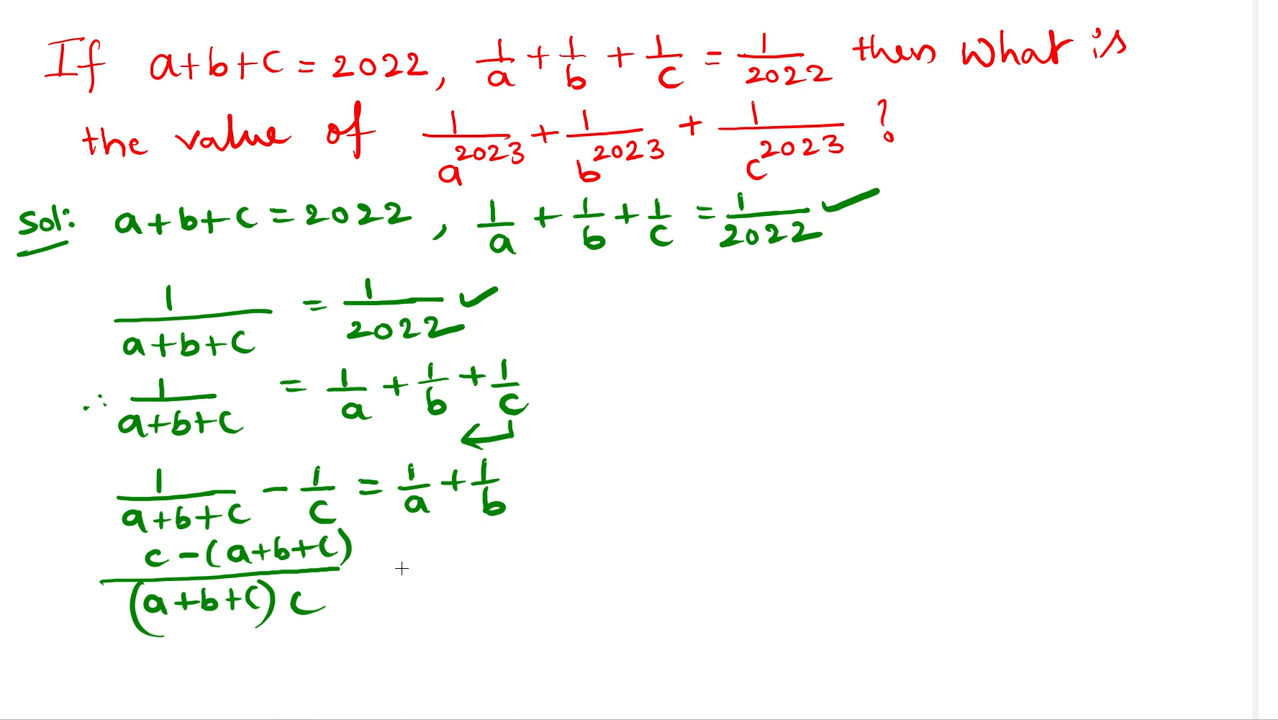 If a+b+c = 2022, 1/a + 1/b + 1/c = 1/2022 then what is
the value of 1/a^2023 + 1/b^2023 + 1/c^2023 ?
Sol: a+b+c = 2022, 1/a + 1/b + 1/c = 1/2022 ✓
1/(a+b+c) = 1/2022 ✓
∴ 1/(a+b+c) = 1/a + 1/b + 1/c
1/(a+b+c) - 1/c = 1/a + 1/b
(c-(a+b+c))/((a+b+c)c)